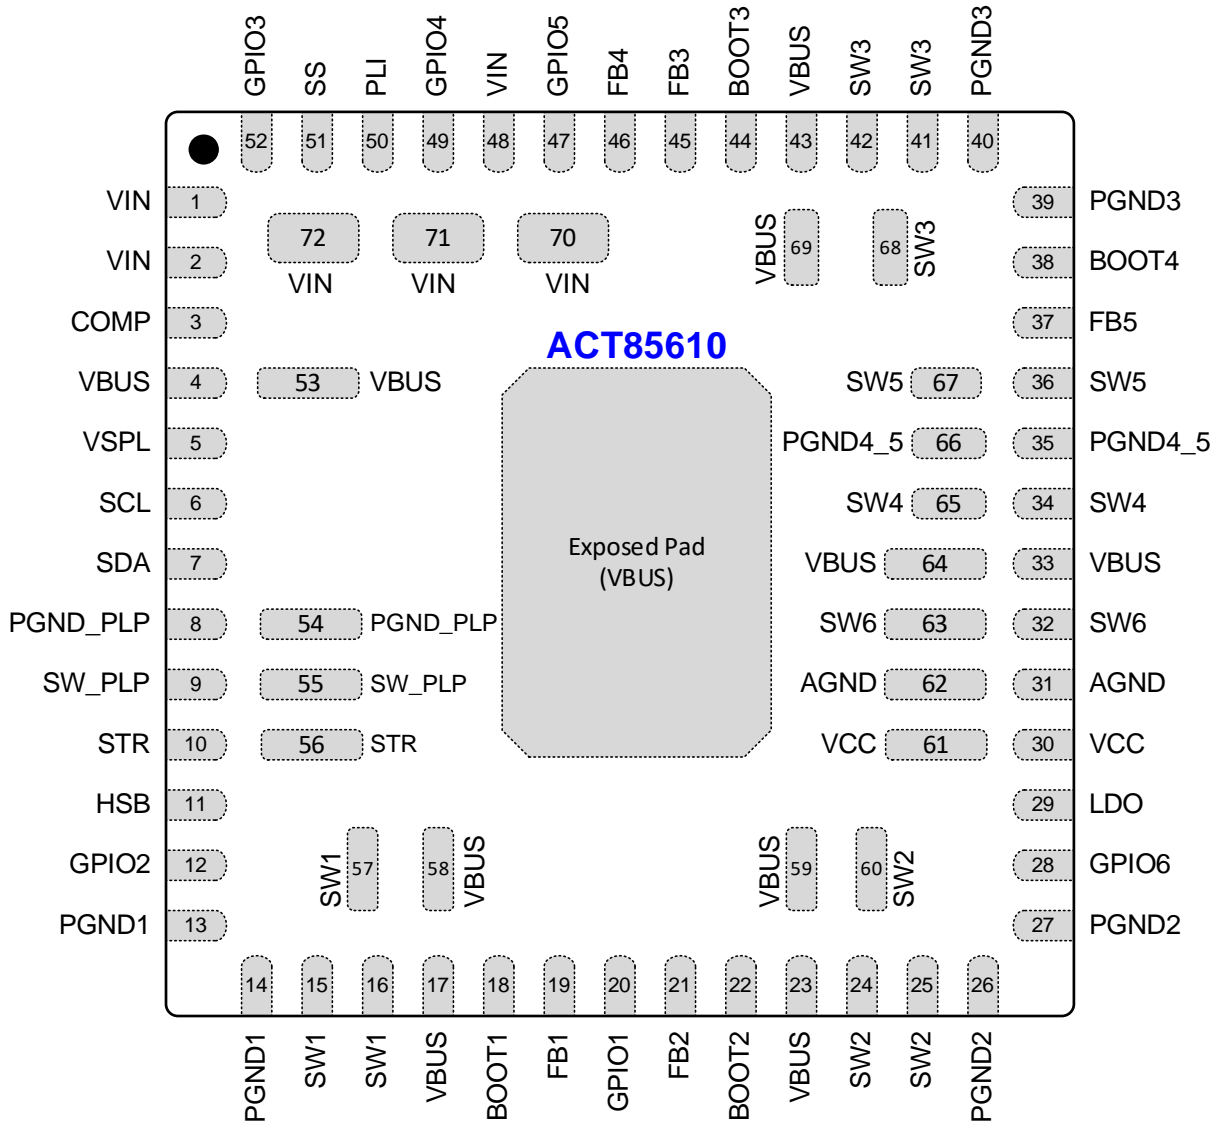 GPIO3
SS
PLI
GPIO4
VIN
GPIO5
FB4
FB3
BOOT3
VBUS
SW3
SW3
PGND3
52
51
50
49
48
47
46
45
44
43
42
41
40
VIN 1
VIN 2
COMP 3
VBUS 4
VSPL 5
SCL 6
SDA 7
PGND_PLP 8
SW_PLP 9
STR 10
HSB 11
GPIO2 12
PGND1 13
72
VIN
71
VIN
70
VIN
VBUS
69
68
SW3
ACT85610
53 VBUS
54 PGND_PLP
55 SW_PLP
56 STR
Exposed Pad
(VBUS)
SW5 67
PGND4_5 66
SW4 65
VBUS 64
SW6 63
AGND 62
VCC 61
SW1
57
58
VBUS
VBUS
59
60
SW2
39 PGND3
38 BOOT4
37 FB5
36 SW5
35 PGND4_5
34 SW4
33 VBUS
32 SW6
31 AGND
30 VCC
29 LDO
28 GPIO6
27 PGND2
14
15
16
17
18
19
20
21
22
23
24
25
26
PGND1
SW1
SW1
VBUS
BOOT1
FB1
GPIO1
FB2
BOOT2
VBUS
SW2
SW2
PGND2